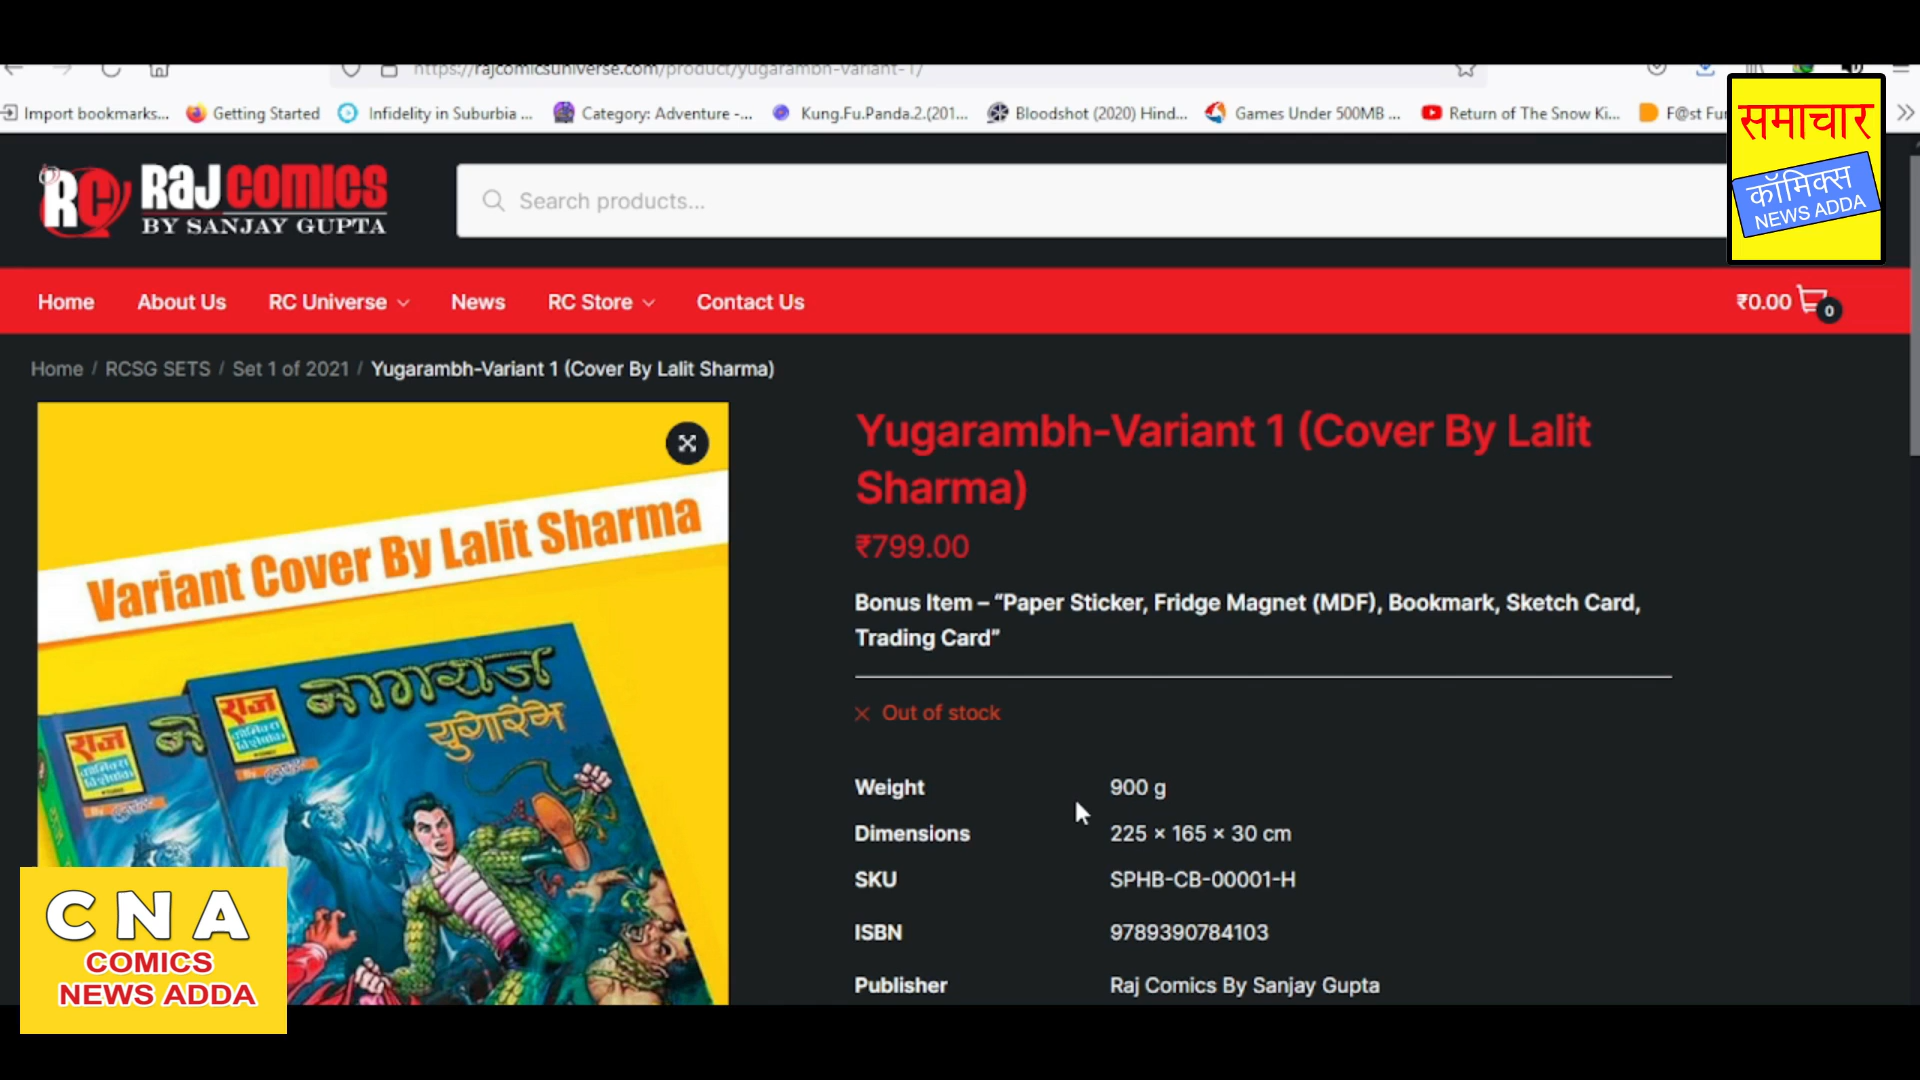 https://rajcomicsuniverse.com/product/yugarambh-variant-1/
Import bookmarks... Getting Started Infidelity in Suburbia ... Category: Adventure -... Kung.Fu.Panda.2.(201... Bloodshot (2020) Hind... Games Under 500MB ... Return of The Snow Ki... F@st Fur
समाचार
कॉमिक्स
NEWS ADDA
RC RAJ COMICS
BY SANJAY GUPTA
Search products...
Home About Us RC Universe News RC Store Contact Us ₹0.00 0
Home / RCSG SETS / Set 1 of 2021 / Yugarambh-Variant 1 (Cover By Lalit Sharma)
Yugarambh-Variant 1 (Cover By Lalit
Sharma)
₹799.00
Bonus Item – “Paper Sticker, Fridge Magnet (MDF), Bookmark, Sketch Card,
Trading Card”
Out of stock
Weight 900 g
Dimensions 225 × 165 × 30 cm
SKU SPHB-CB-00001-H
ISBN 9789390784103
Publisher Raj Comics By Sanjay Gupta
Variant Cover By Lalit Sharma
राज
कॉमिक्स
विशेषांक
नागराज
युगारंभ
राज
कॉमिक्स
विशेषांक
CNA
COMICS
NEWS ADDA